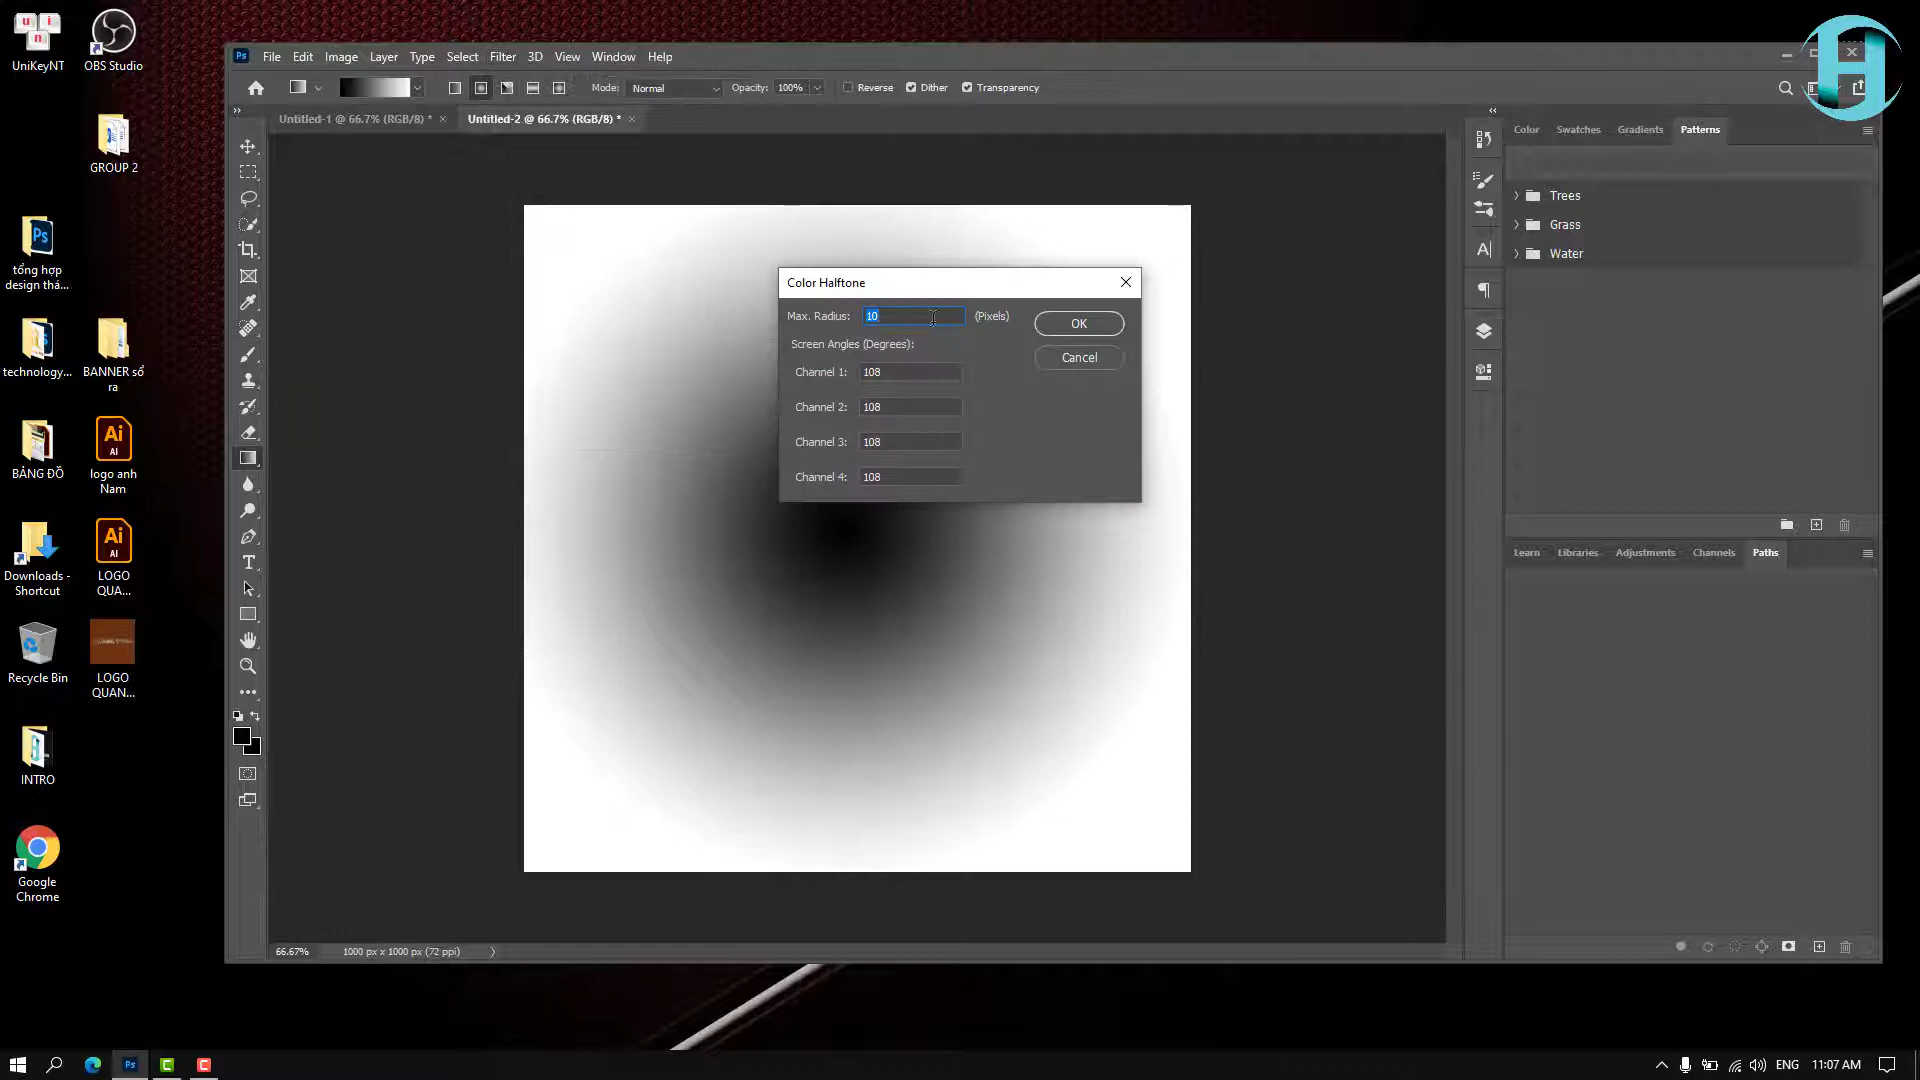 UniKeyNT
OBS Studio
GROUP 2
tổng hợp
design thá...
technology...
BANNER sổ
ra
BẢNG ĐỒ
logo anh
Nam
Downloads -
Shortcut
LOGO
QUA...
Recycle Bin
LOGO
QUAN...
INTRO
Google
Chrome
Ps
File Edit Image Layer Type Select Filter 3D View Window Help
Mode: Normal Opacity: 100% Reverse Dither Transparency
Untitled-1 @ 66.7% (RGB/8) * × Untitled-2 @ 66.7% (RGB/8) * ×
Color Halftone
Max. Radius: 10 (Pixels)
OK
Screen Angles (Degrees):
Cancel
Channel 1: 108
Channel 2: 108
Channel 3: 108
Channel 4: 108
Color Swatches Gradients Patterns
Trees
Grass
Water
Learn Libraries Adjustments Channels Paths
66.67% 1000 px x 1000 px (72 ppi)
ENG 11:07 AM